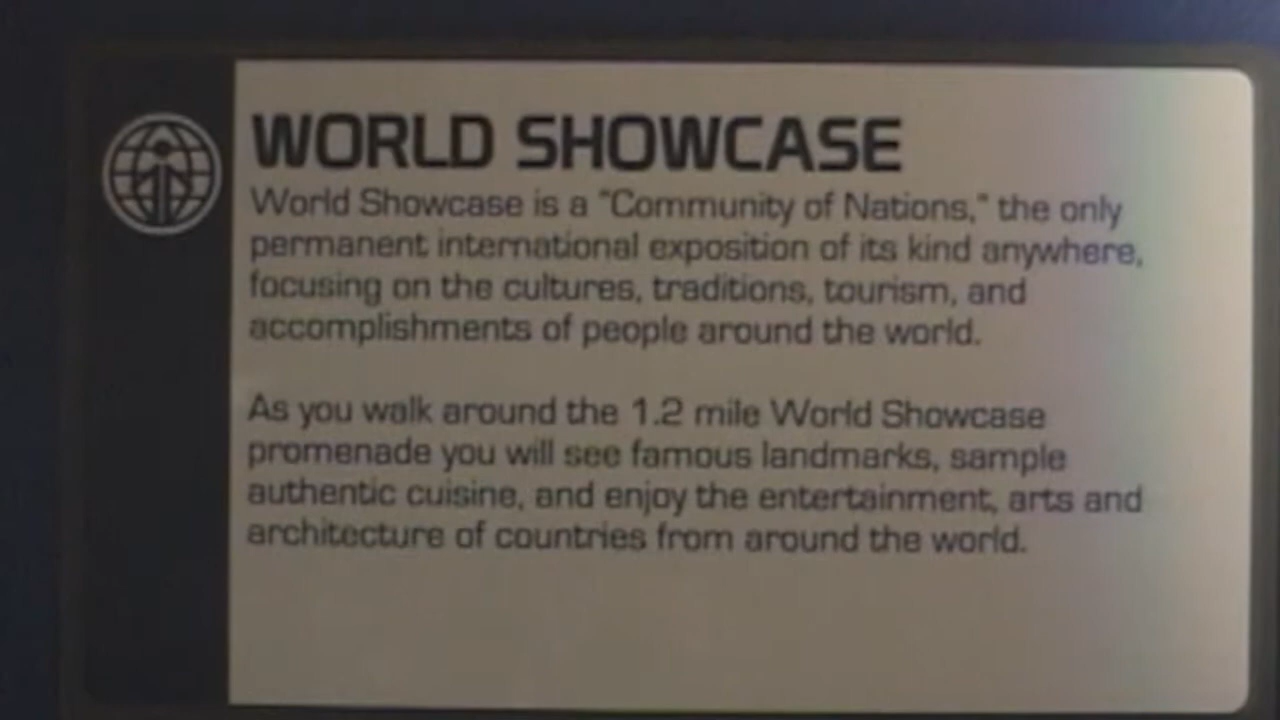 WORLD SHOWCASE
World Showcase is a "Community of Nations," the only
permanent international exposition of its kind anywhere,
focusing on the cultures, traditions, tourism, and
accomplishments of people around the world.
As you walk around the 1.2 mile World Showcase
promenade you will see famous landmarks, sample
authentic cuisine, and enjoy the entertainment, arts and
architecture of countries from around the world.